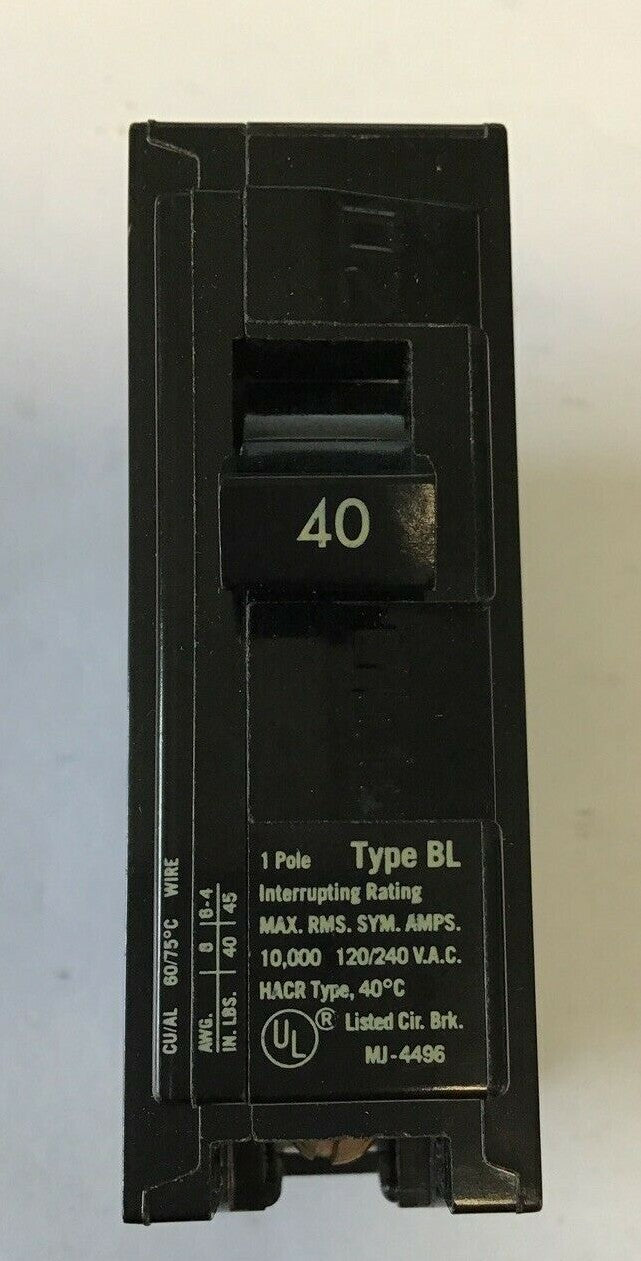 40
1 Pole Type BL
Interrupting Rating
MAX. RMS. SYM. AMPS.
10,000 120/240 V.A.C.
HACR Type, 40°C
UL ® Listed Cir. Brk.
MJ-4496
CU/AL 60/75°C WIRE
AWG. 8 8-4
IN. LBS. 40 45